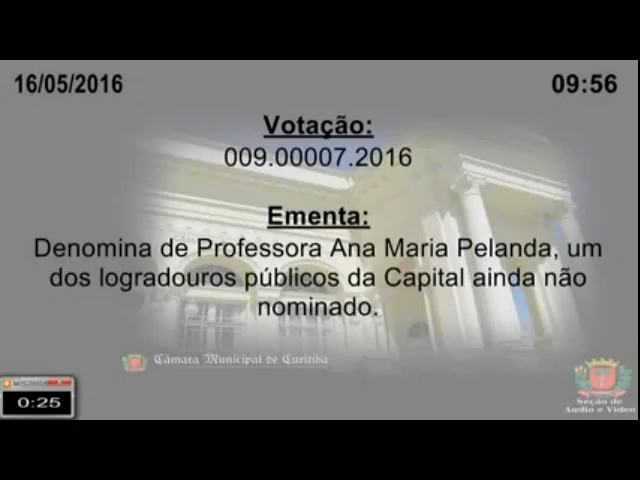 16/05/2016 09:56
Votação:
009.00007.2016
Ementa:
Denomina de Professora Ana Maria Pelanda, um
dos logradouros públicos da Capital ainda não
nominado.
Câmara Municipal de Curitiba
0:25
Seção de
Áudio e Vídeo